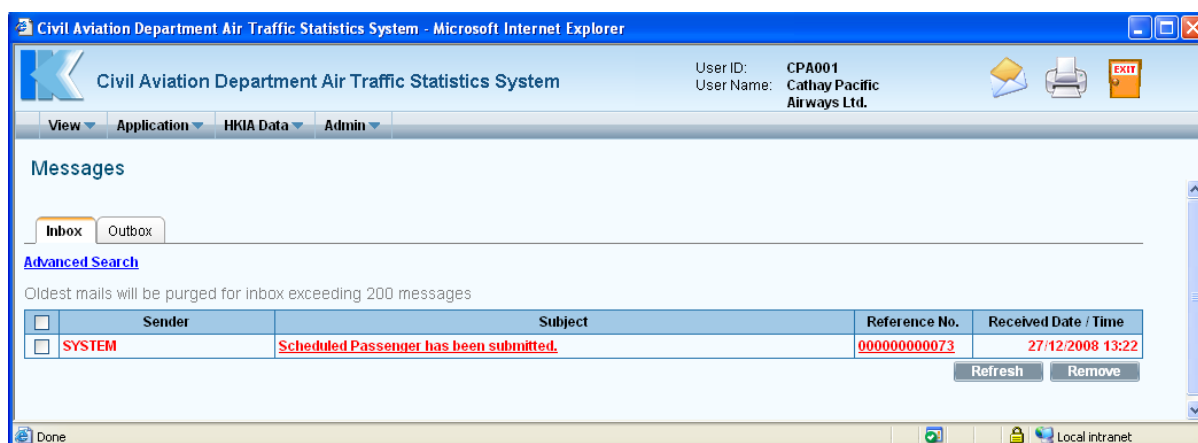 Civil Aviation Department Air Traffic Statistics System - Microsoft Internet Explorer
Civil Aviation Department Air Traffic Statistics System
User ID: CPA001
User Name: Cathay Pacific
Airways Ltd.
EXIT
View Application HKIA Data Admin
Messages
Inbox Outbox
Advanced Search
Oldest mails will be purged for inbox exceeding 200 messages
Sender Subject Reference No. Received Date / Time
SYSTEM Scheduled Passenger has been submitted. 000000000073 27/12/2008 13:22
Refresh Remove
Done Local intranet